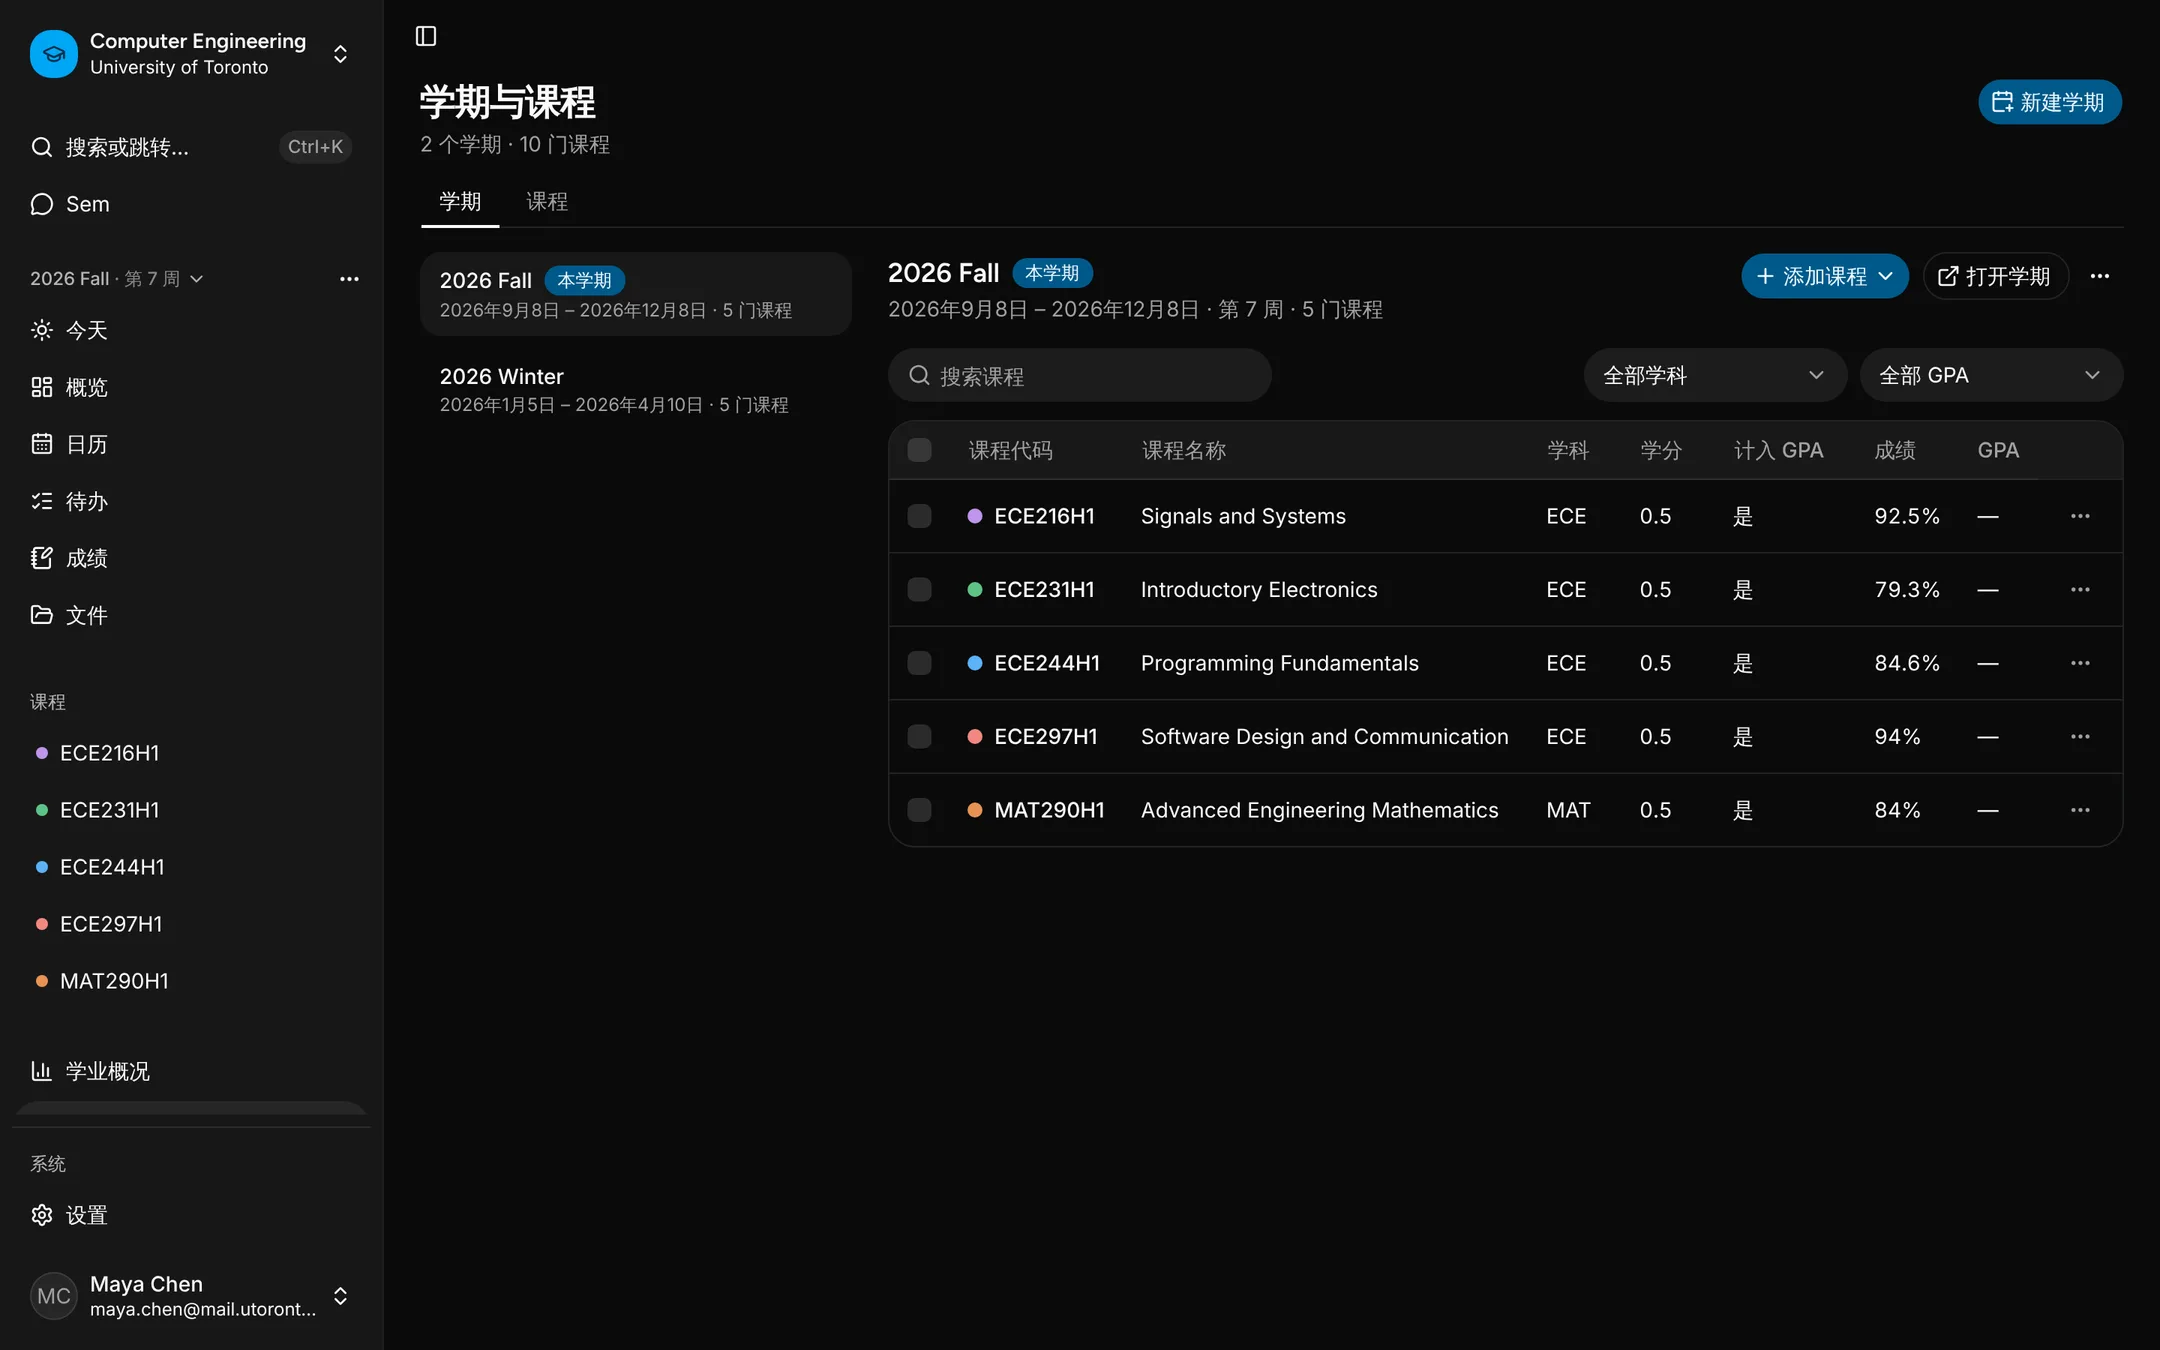 Computer Engineering
University of Toronto
搜索或跳转... Ctrl+K
Sem
2026 Fall · 第 7 周
今天
概览
日历
待办
成绩
文件
课程
ECE216H1
ECE231H1
ECE244H1
ECE297H1
MAT290H1
学业概况
系统
设置
MC
Maya Chen
maya.chen@mail.utoront...
学期与课程
2 个学期 · 10 门课程
新建学期
学期 课程
2026 Fall 本学期
2026年9月8日 – 2026年12月8日 · 5 门课程
2026 Winter
2026年1月5日 – 2026年4月10日 · 5 门课程
2026 Fall 本学期
2026年9月8日 – 2026年12月8日 · 第 7 周 · 5 门课程
添加课程 打开学期
搜索课程 全部学科 全部 GPA
课程代码 课程名称 学科 学分 计入 GPA 成绩 GPA
ECE216H1 Signals and Systems ECE 0.5 是 92.5% —
ECE231H1 Introductory Electronics ECE 0.5 是 79.3% —
ECE244H1 Programming Fundamentals ECE 0.5 是 84.6% —
ECE297H1 Software Design and Communication ECE 0.5 是 94% —
MAT290H1 Advanced Engineering Mathematics MAT 0.5 是 84% —